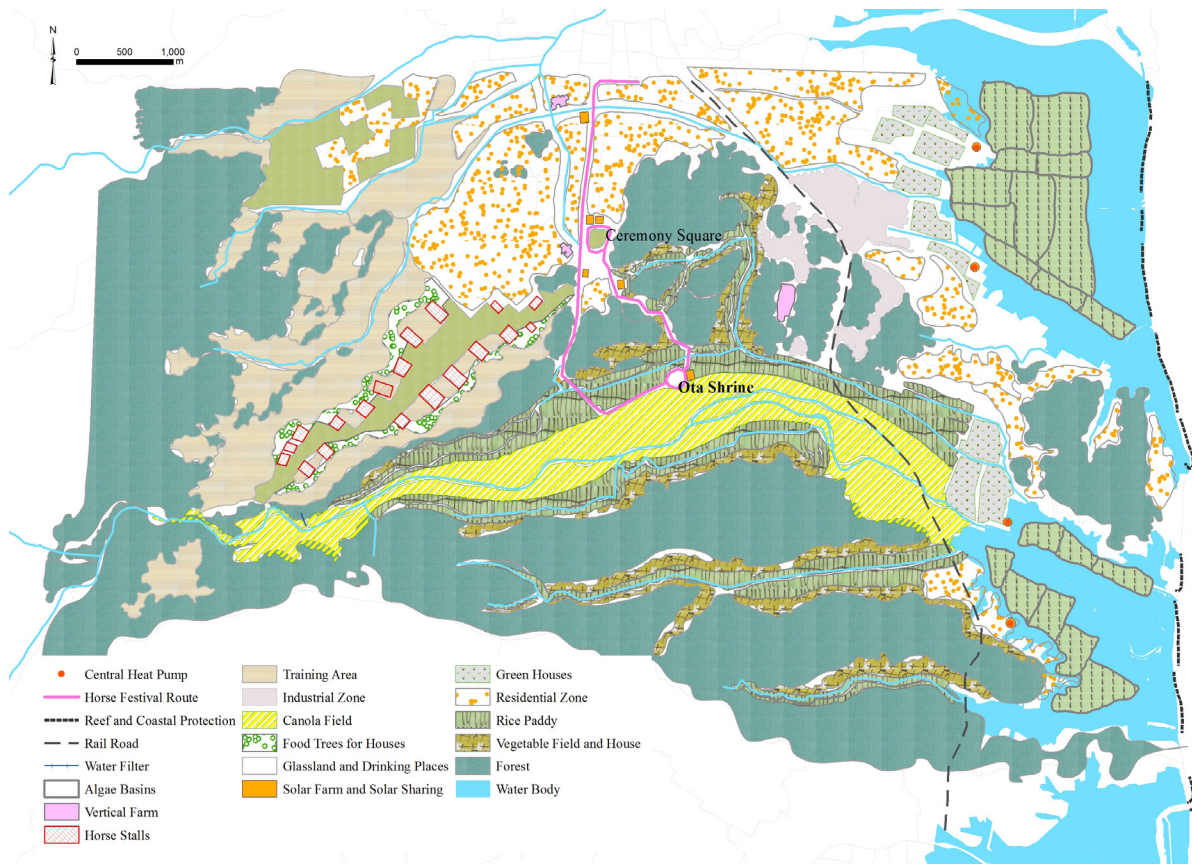 N
0 500 1,000
m
Ceremony Square
Ota Shrine
Central Heat Pump
Horse Festival Route
Reef and Coastal Protection
Rail Road
Water Filter
Algae Basins
Vertical Farm
Horse Stalls
Training Area
Industrial Zone
Canola Field
Food Trees for Houses
Glassland and Drinking Places
Solar Farm and Solar Sharing
Green Houses
Residential Zone
Rice Paddy
Vegetable Field and House
Forest
Water Body